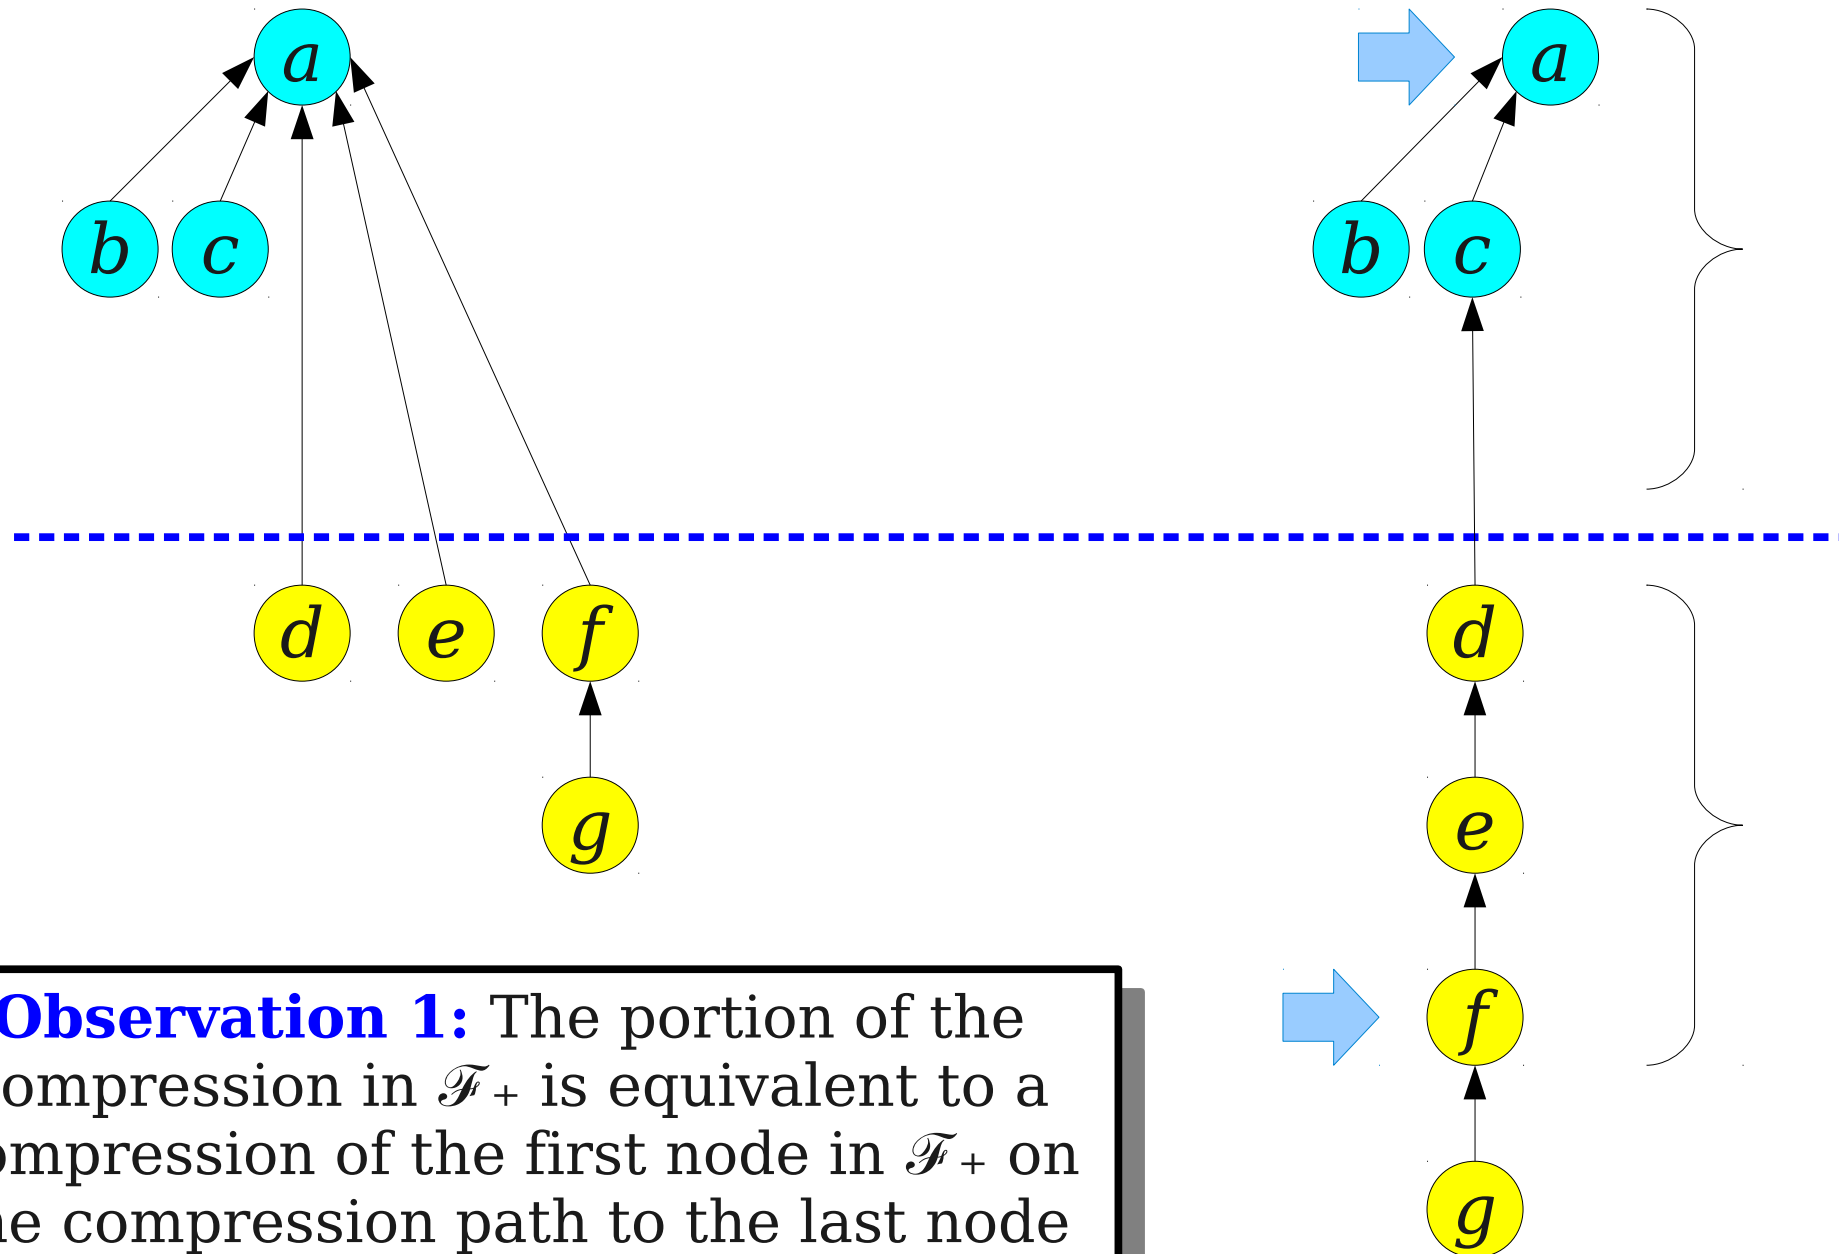 a
a
b c
b c
d e f
d
g
e
f
Observation 1: The portion of the
ompression in ℱ₊ is equivalent to a
ompression of the first node in ℱ₊ on
e compression path to the last node
g